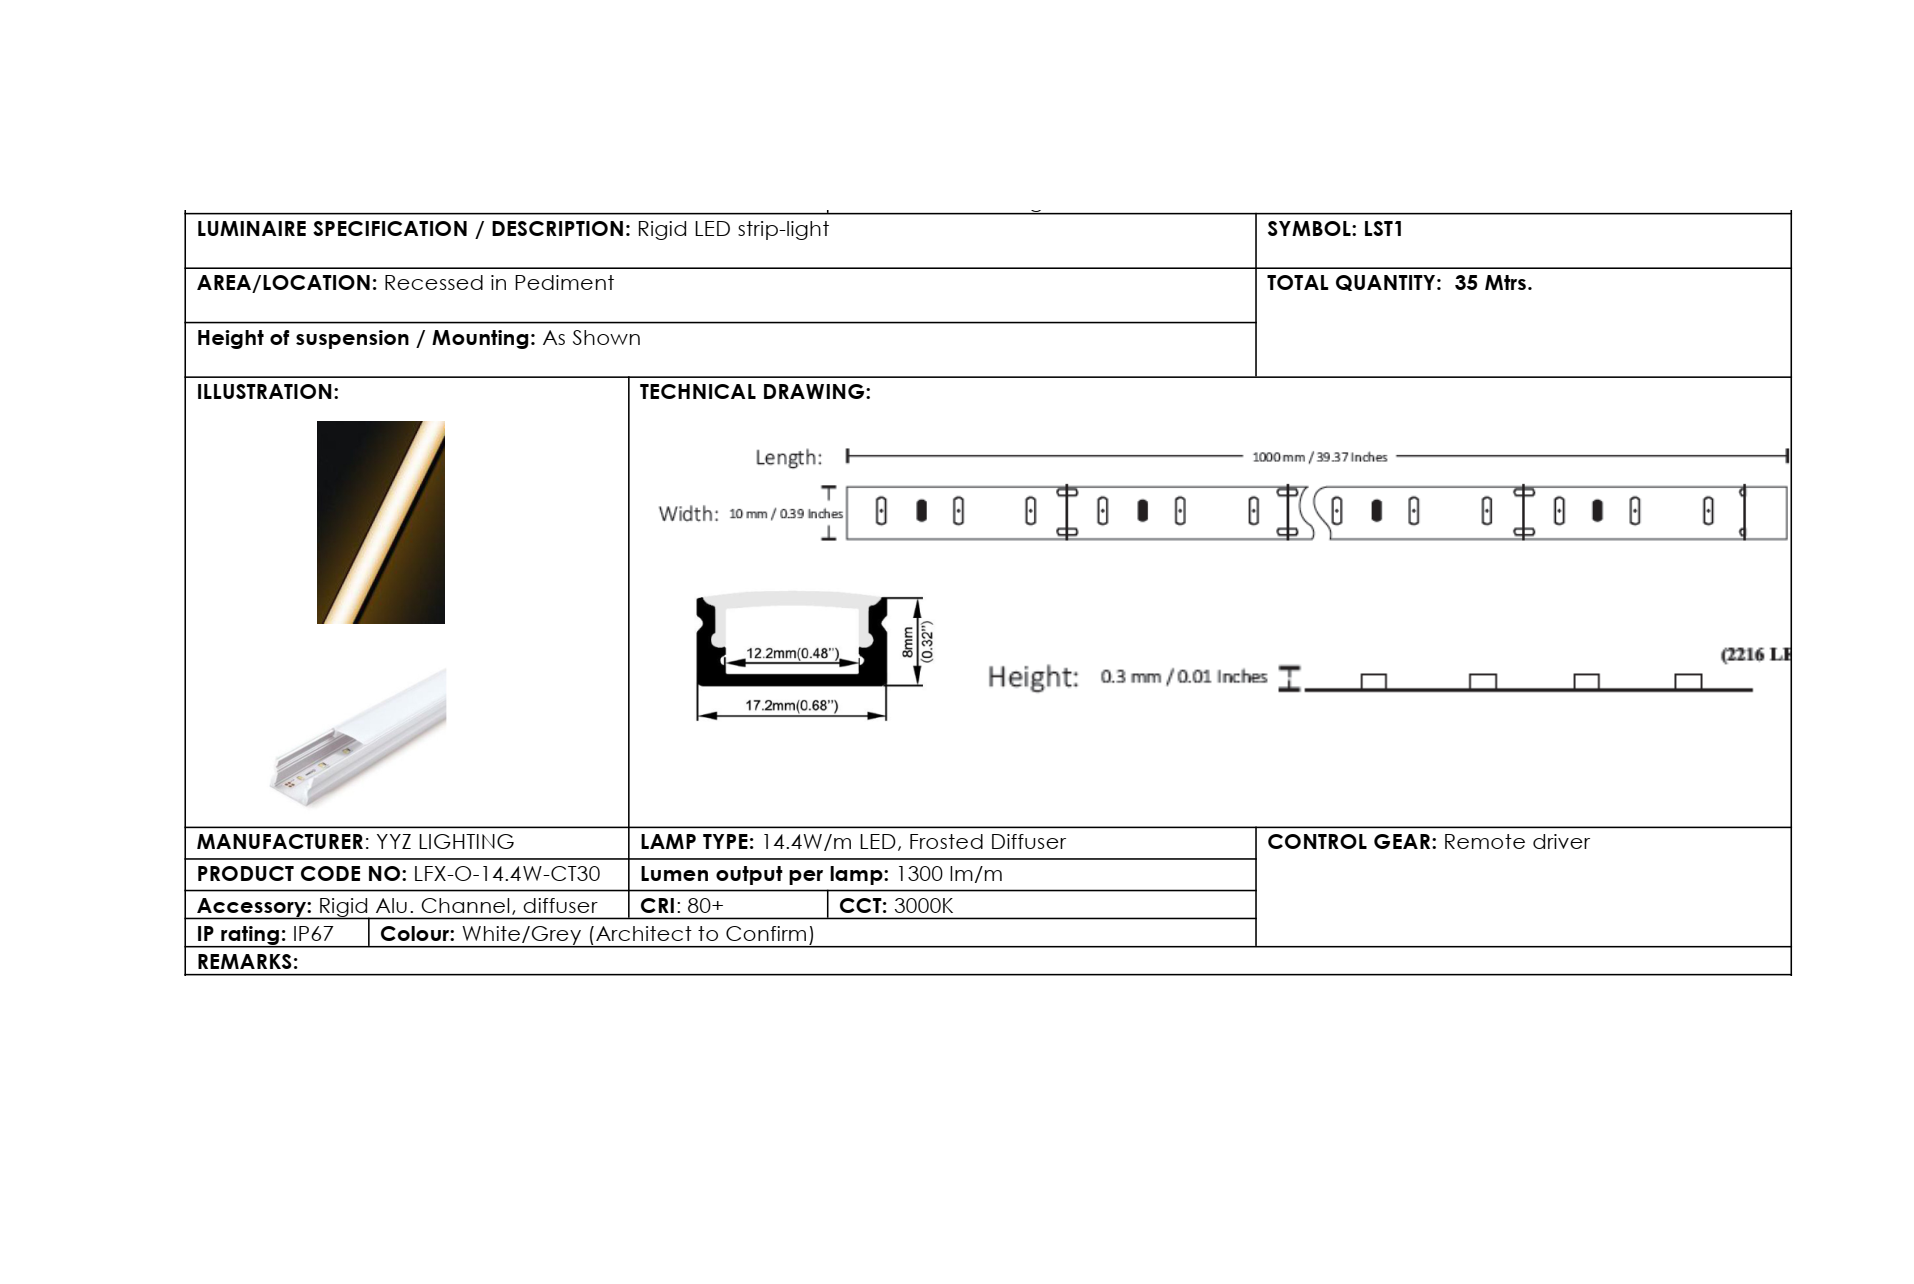 LUMINAIRE SPECIFICATION / DESCRIPTION: Rigid LED strip-light
SYMBOL: LST1
AREA/LOCATION: Recessed in Pediment
TOTAL QUANTITY: 35 Mtrs.
Height of suspension / Mounting: As Shown
ILLUSTRATION:
TECHNICAL DRAWING:
Length:
1000 mm / 39.37 Inches
Width:
10 mm / 0.39 Inches
12.2mm(0.48")
8mm
(0.32")
17.2mm(0.68")
Height:
0.3 mm / 0.01 Inches
(2216
MANUFACTURER: YYZ LIGHTING
LAMP TYPE: 14.4W/m LED, Frosted Diffuser
CONTROL GEAR: Remote driver
PRODUCT CODE NO: LFX-O-14.4W-CT30
Lumen output per lamp: 1300 lm/m
Accessory: Rigid Alu. Channel, diffuser
CRI: 80+
CCT: 3000K
IP rating: IP67
Colour: White/Grey (Architect to Confirm)
REMARKS: